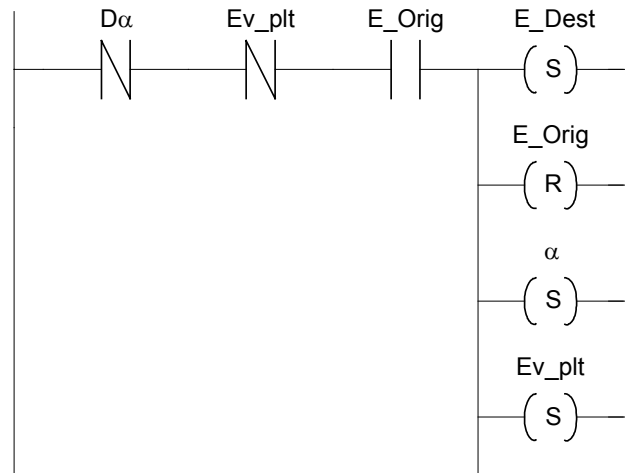 Dα Ev_plt E_Orig E_Dest
S
E_Orig
R
α
S
Ev_plt
S